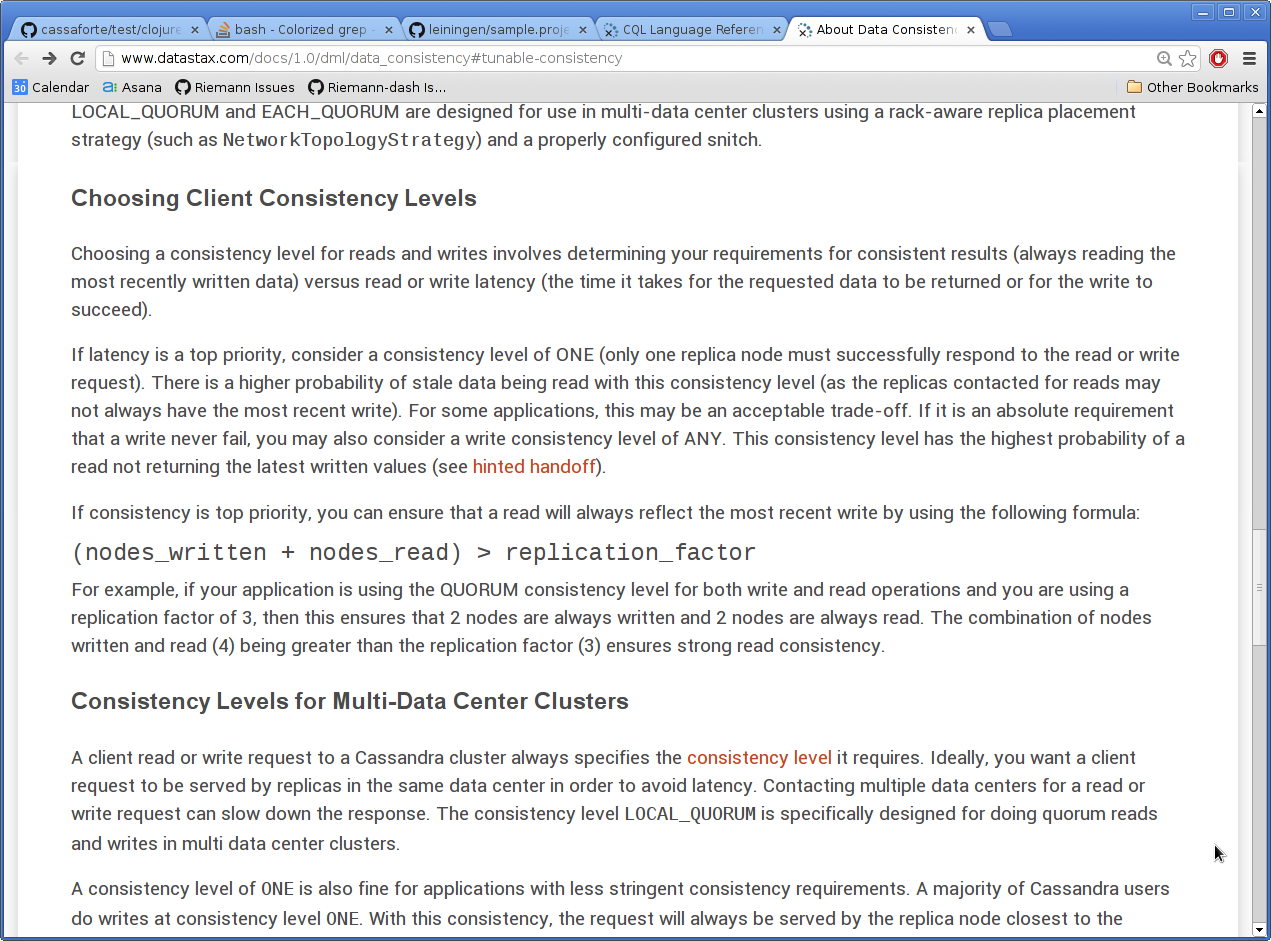 cassaforte/test/clojure
bash - Colorized grep -
leiningen/sample.proje
CQL Language Referen
About Data Consisten
www.datastax.com/docs/1.0/dml/data_consistency#tunable-consistency
30 Calendar
a: Asana
Riemann Issues
Riemann-dash Is...
Other Bookmarks
LOCAL_QUORUM and EACH_QUORUM are designed for use in multi-data center clusters using a rack-aware replica placement
strategy (such as NetworkTopologyStrategy) and a properly configured snitch.
Choosing Client Consistency Levels
Choosing a consistency level for reads and writes involves determining your requirements for consistent results (always reading the
most recently written data) versus read or write latency (the time it takes for the requested data to be returned or for the write to
succeed).
If latency is a top priority, consider a consistency level of ONE (only one replica node must successfully respond to the read or write
request). There is a higher probability of stale data being read with this consistency level (as the replicas contacted for reads may
not always have the most recent write). For some applications, this may be an acceptable trade-off. If it is an absolute requirement
that a write never fail, you may also consider a write consistency level of ANY. This consistency level has the highest probability of a
read not returning the latest written values (see hinted handoff).
If consistency is top priority, you can ensure that a read will always reflect the most recent write by using the following formula:
(nodes_written + nodes_read) > replication_factor
For example, if your application is using the QUORUM consistency level for both write and read operations and you are using a
replication factor of 3, then this ensures that 2 nodes are always written and 2 nodes are always read. The combination of nodes
written and read (4) being greater than the replication factor (3) ensures strong read consistency.
Consistency Levels for Multi-Data Center Clusters
A client read or write request to a Cassandra cluster always specifies the consistency level it requires. Ideally, you want a client
request to be served by replicas in the same data center in order to avoid latency. Contacting multiple data centers for a read or
write request can slow down the response. The consistency level LOCAL_QUORUM is specifically designed for doing quorum reads
and writes in multi data center clusters.
A consistency level of ONE is also fine for applications with less stringent consistency requirements. A majority of Cassandra users
do writes at consistency level ONE. With this consistency, the request will always be served by the replica node closest to the